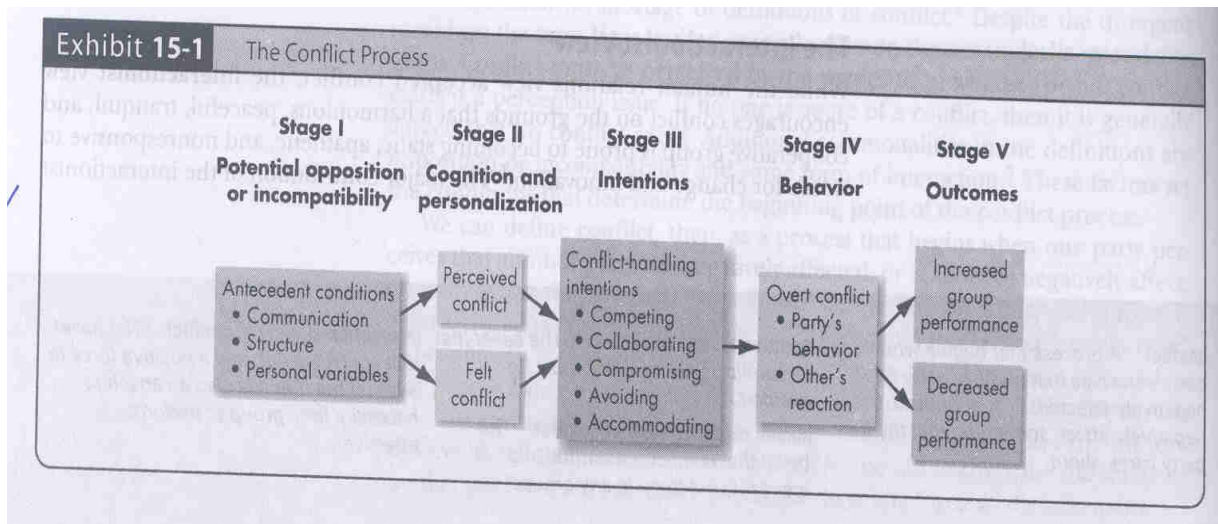 Exhibit 15-1 The Conflict Process
Stage I
Potential opposition
or incompatibility
Stage II
Cognition and
personalization
Stage III
Intentions
Stage IV
Behavior
Stage V
Outcomes
Antecedent conditions
• Communication
• Structure
• Personal variables
Perceived
conflict
Felt
conflict
Conflict-handling
intentions
• Competing
• Collaborating
• Compromising
• Avoiding
• Accommodating
Overt conflict
• Party's
behavior
• Other's
reaction
Increased
group
performance
Decreased
group
performance